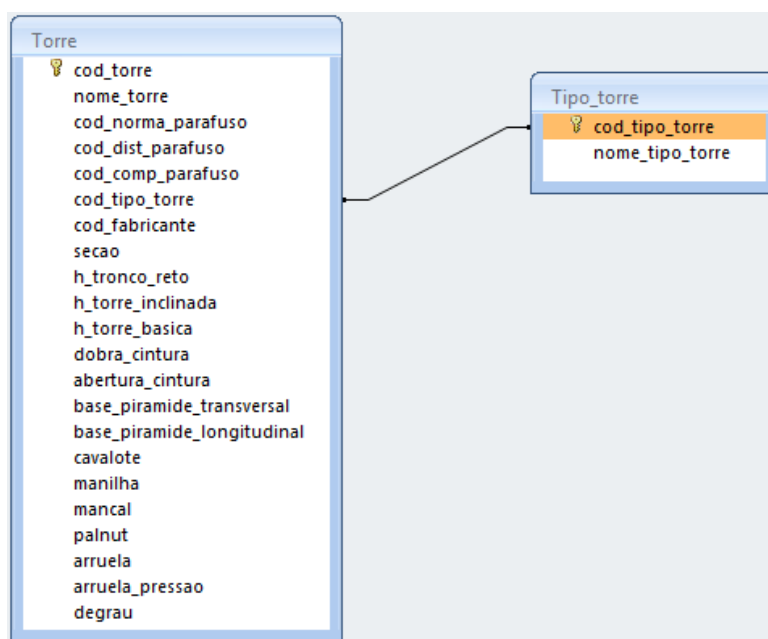 Torre
cod_torre
nome_torre
cod_norma_parafuso
cod_dist_parafuso
cod_comp_parafuso
cod_tipo_torre
cod_fabricante
secao
h_tronco_reto
h_torre_inclinada
h_torre_basica
dobra_cintura
abertura_cintura
base_piramide_transversal
base_piramide_longitudinal
cavalote
manilha
mancal
palnut
arruela
arruela_pressao
degrau
Tipo_torre
cod_tipo_torre
nome_tipo_torre